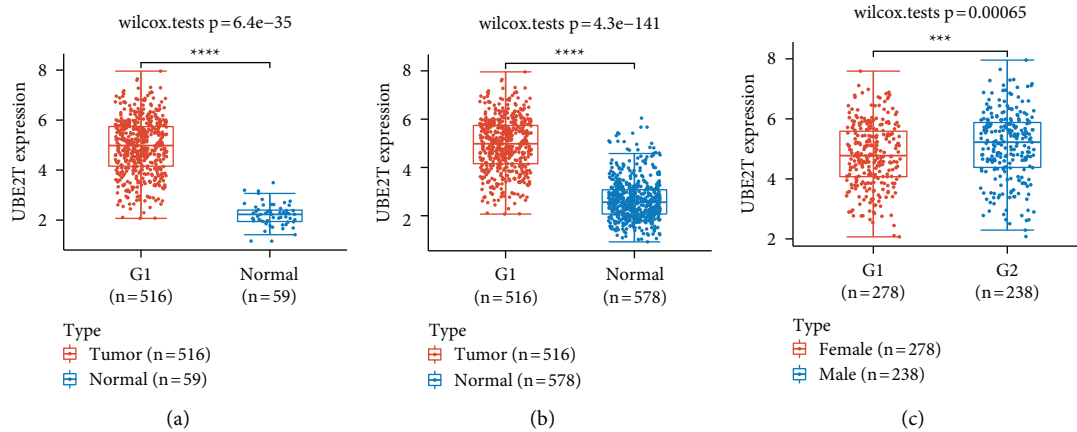 wilcox.tests p=6.4e−35
****
UBE2T expression
8
6
4
2
G1
(n=516)
Normal
(n=59)
Type
Tumor (n=516)
Normal (n=59)
(a)
wilcox.tests p=4.3e−141
****
UBE2T expression
8
6
4
2
G1
(n=516)
Normal
(n=578)
Type
Tumor (n=516)
Normal (n=578)
(b)
wilcox.tests p=0.00065
***
UBE2T expression
8
6
4
2
G1
(n=278)
G2
(n=238)
Type
Female (n=278)
Male (n=238)
(c)